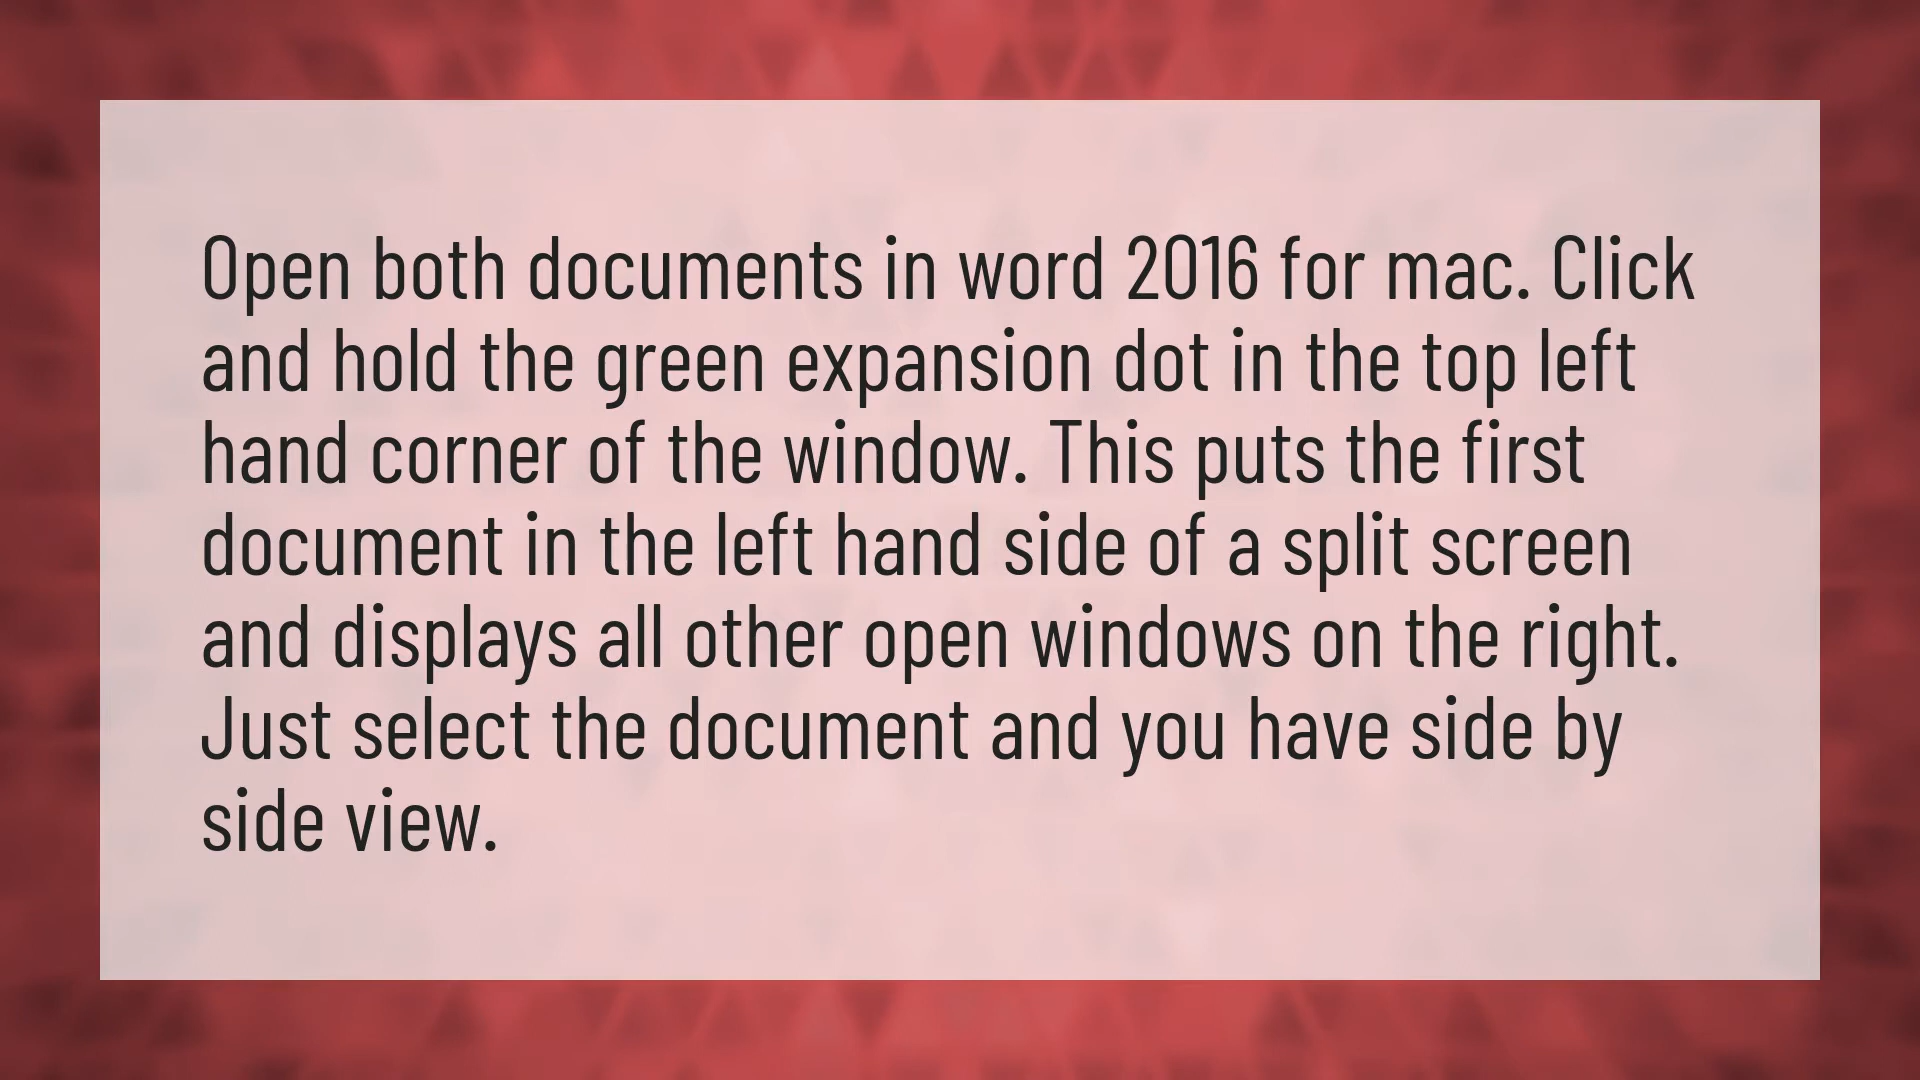 Open both documents in word 2016 for mac. Click
and hold the green expansion dot in the top left
hand corner of the window. This puts the first
document in the left hand side of a split screen
and displays all other open windows on the right.
Just select the document and you have side by
side view.